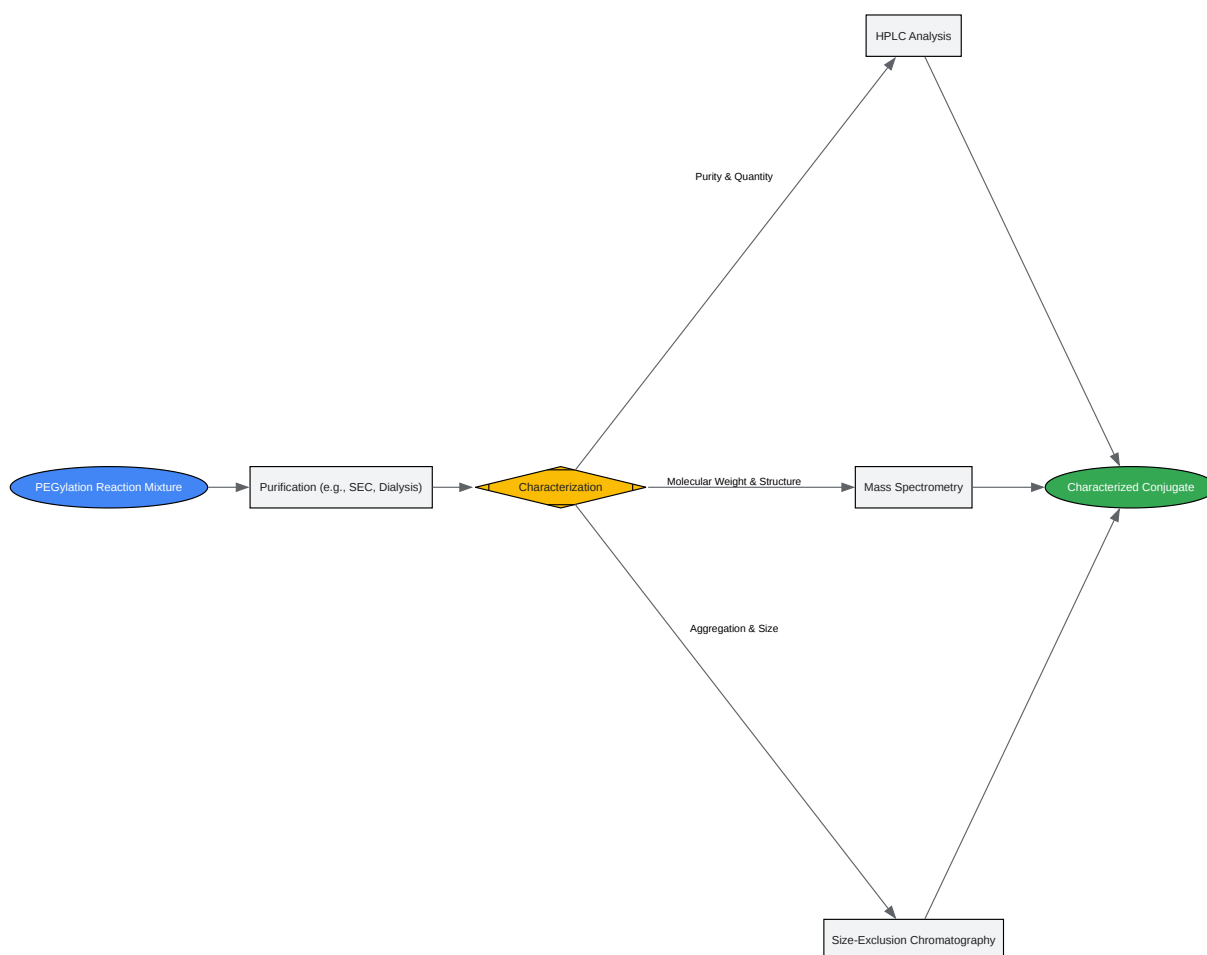 HPLC Analysis
Purity & Quantity
PEGylation Reaction Mixture
Purification (e.g., SEC, Dialysis)
Characterization
Molecular Weight & Structure
Mass Spectrometry
Characterized Conjugate
Aggregation & Size
Size-Exclusion Chromatography